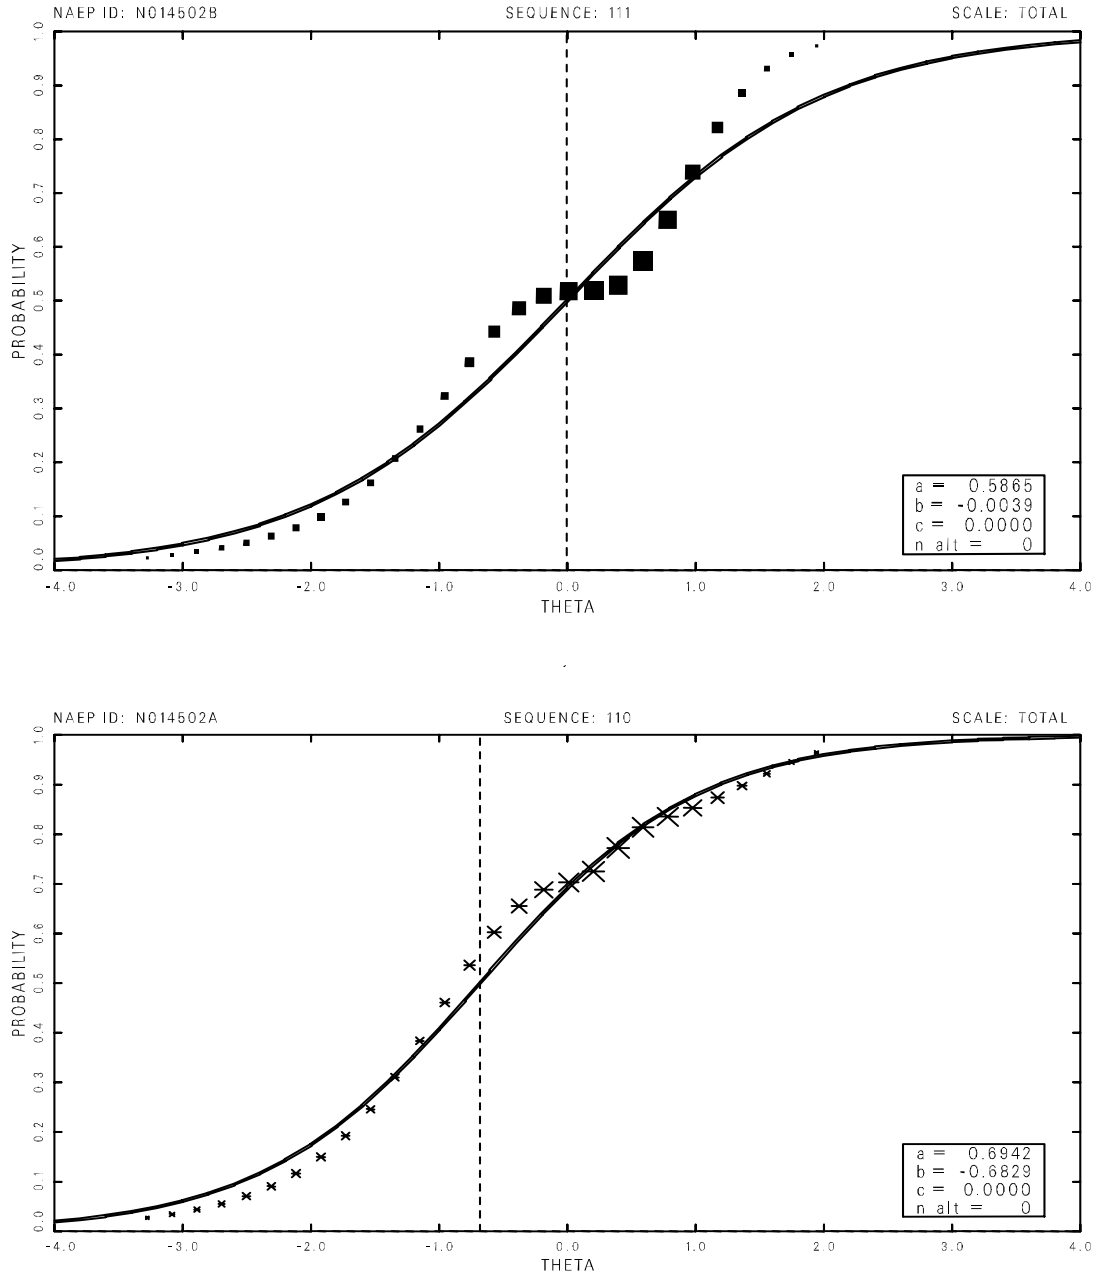 NAEP ID: N014502B SEQUENCE: 111 SCALE: TOTAL
1.0
0.9
0.8
0.7
0.6
0.5
0.4
0.3
0.2
0.1
0.0
PROBABILITY
a = 0.5865
b = -0.0039
c = 0.0000
n alt = 0
-4.0 -3.0 -2.0 -1.0 0.0 1.0 2.0 3.0 4.0
THETA
NAEP ID: N014502A SEQUENCE: 110 SCALE: TOTAL
1.0
0.9
0.8
0.7
0.6
0.5
0.4
0.3
0.2
0.1
0.0
PROBABILITY
a = 0.6942
b = -0.6829
c = 0.0000
n alt = 0
-4.0 -3.0 -2.0 -1.0 0.0 1.0 2.0 3.0 4.0
THETA